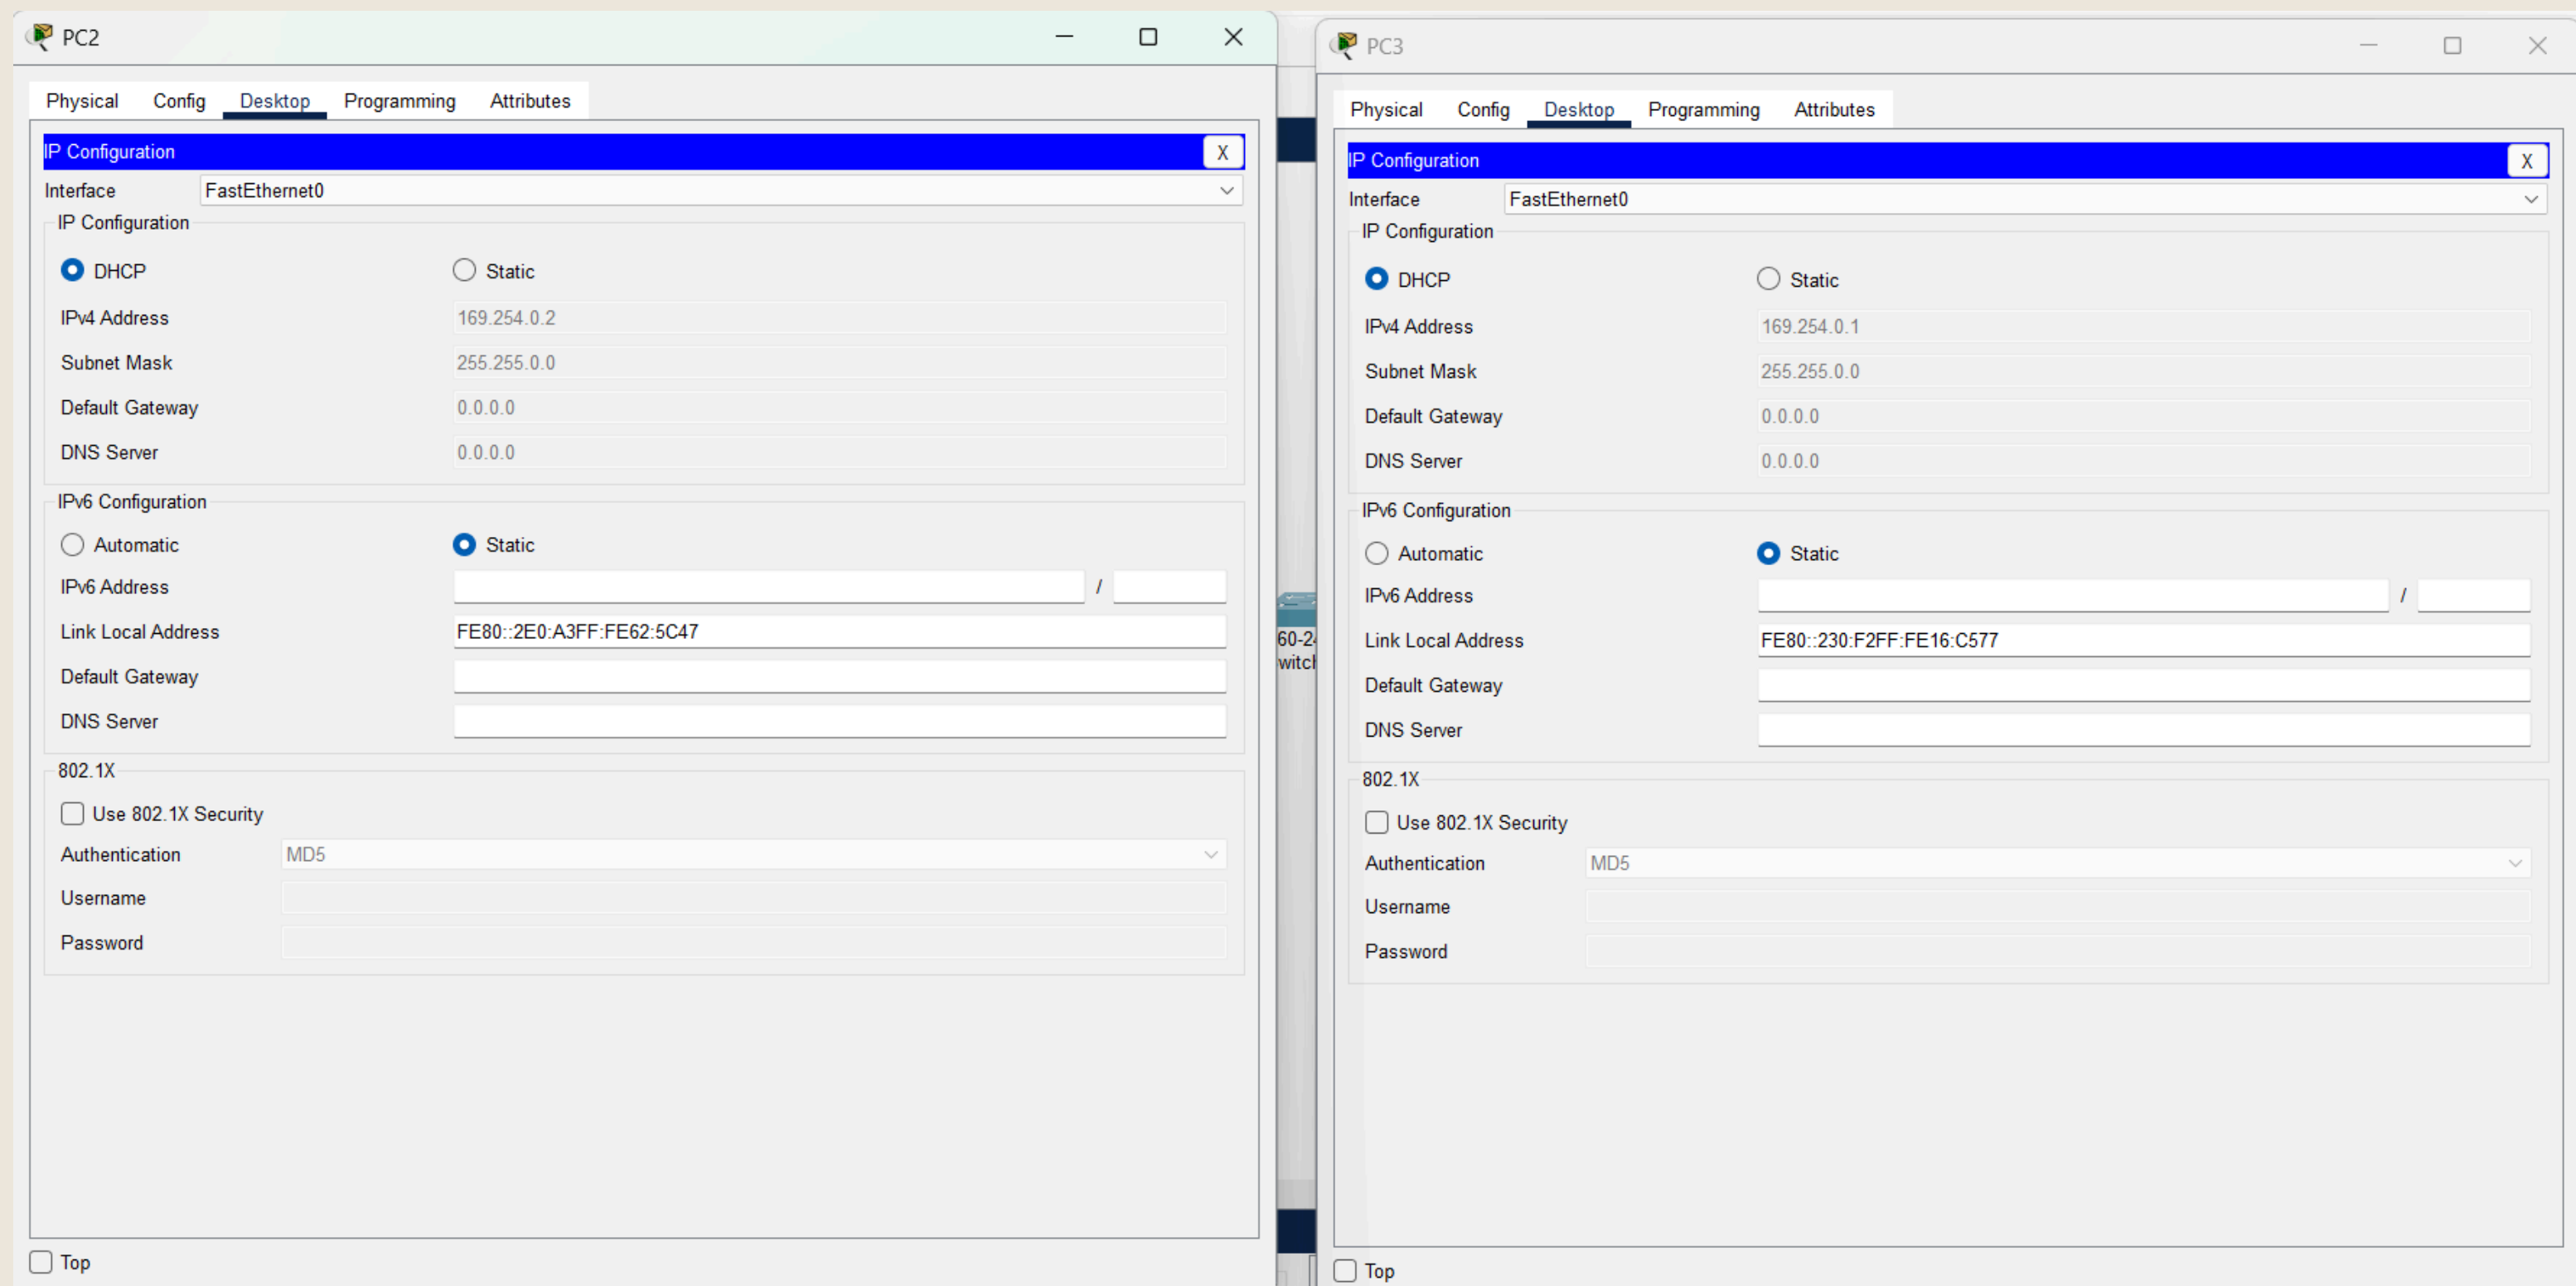 PC2
Physical Config Desktop Programming Attributes
IP Configuration X
Interface FastEthernet0
IP Configuration
DHCP Static
IPv4 Address 169.254.0.2
Subnet Mask 255.255.0.0
Default Gateway 0.0.0.0
DNS Server 0.0.0.0
IPv6 Configuration
Automatic Static
IPv6 Address /
Link Local Address FE80::2E0:A3FF:FE62:5C47
Default Gateway
DNS Server
802.1X
Use 802.1X Security
Authentication MD5
Username
Password
Top
60-24
witch
PC3
Physical Config Desktop Programming Attributes
IP Configuration X
Interface FastEthernet0
IP Configuration
DHCP Static
IPv4 Address 169.254.0.1
Subnet Mask 255.255.0.0
Default Gateway 0.0.0.0
DNS Server 0.0.0.0
IPv6 Configuration
Automatic Static
IPv6 Address /
Link Local Address FE80::230:F2FF:FE16:C577
Default Gateway
DNS Server
802.1X
Use 802.1X Security
Authentication MD5
Username
Password
Top